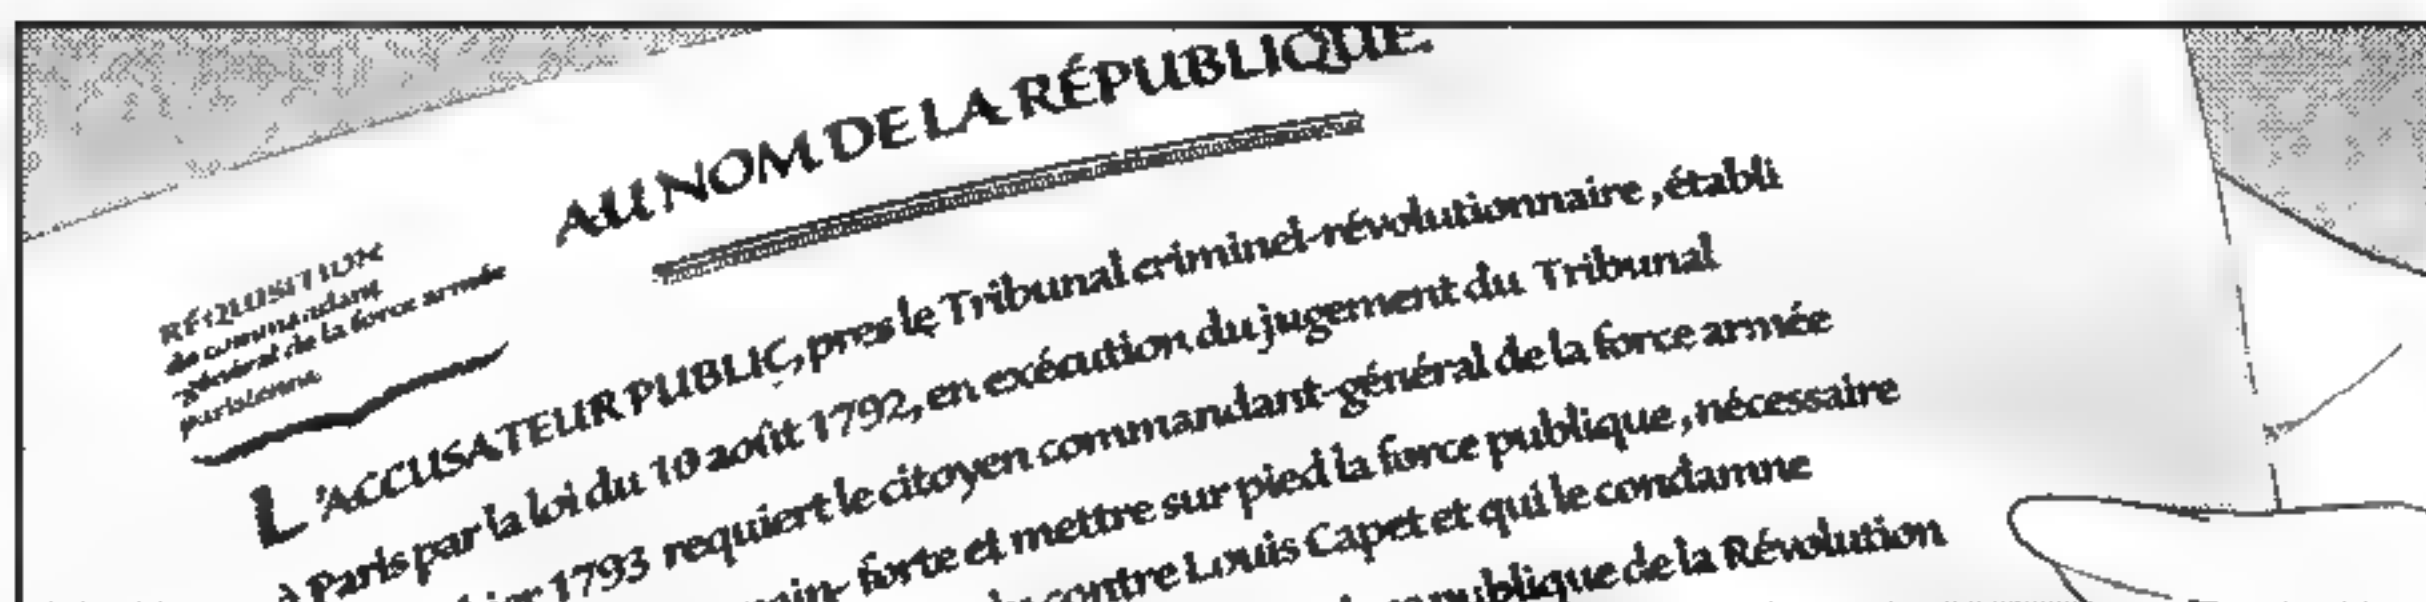 AU NOM DE LA RÉPUBLIQUE.
RÉQUISITION
de commandant
général de la force armée
parisienne
L'ACCUSATEUR PUBLIC, pres le Tribunal criminel-révolutionnaire, établi
à Paris par la loi du 10 août 1792, en exécution du jugement du Tribunal
1793 requiert le citoyen commandant-général de la force armée
main-forte et mettre sur pied la force publique, nécessaire
contre Louis Capet et qui le condamne
publique de la Révolution